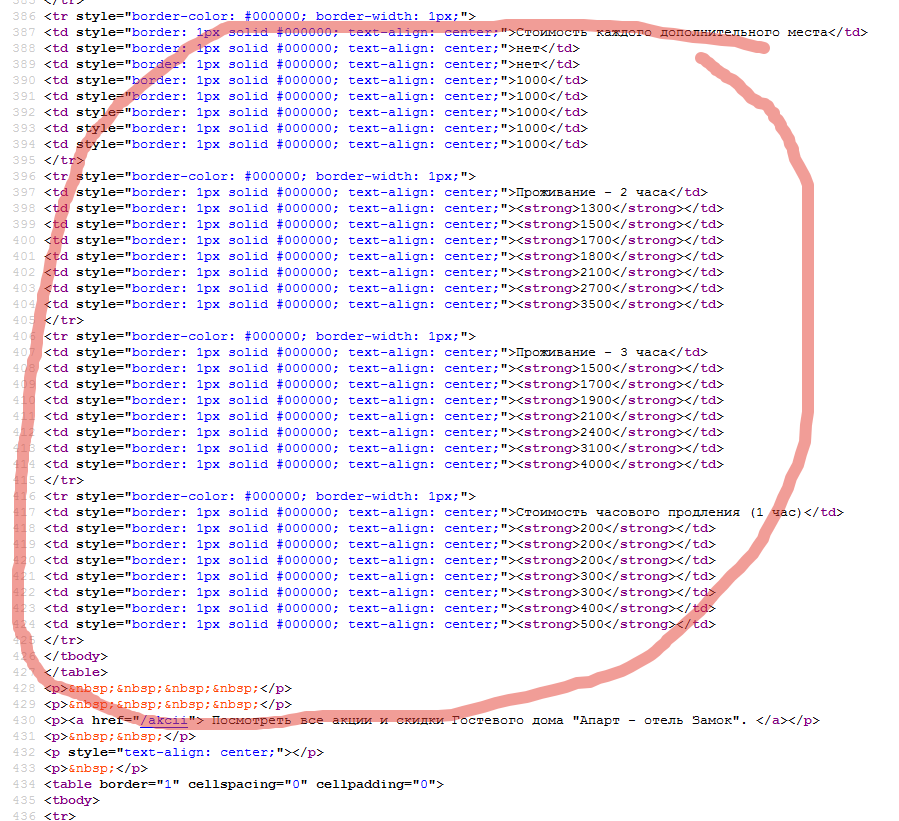 385 </tr>
386 <tr style="border-color: #000000; border-width: 1px;">
387 <td style="border: 1px solid #000000; text-align: center;">Стоимость каждого дополнительного места</td>
388 <td style="border: 1px solid #000000; text-align: center;">нет</td>
389 <td style="border: 1px solid #000000; text-align: center;">нет</td>
390 <td style="border: 1px solid #000000; text-align: center;">1000</td>
391 <td style="border: 1px solid #000000; text-align: center;">1000</td>
392 <td style="border: 1px solid #000000; text-align: center;">1000</td>
393 <td style="border: 1px solid #000000; text-align: center;">1000</td>
394 <td style="border: 1px solid #000000; text-align: center;">1000</td>
395 </tr>
396 <tr style="border-color: #000000; border-width: 1px;">
397 <td style="border: 1px solid #000000; text-align: center;">Проживание - 2 часа</td>
398 <td style="border: 1px solid #000000; text-align: center;"><strong>1300</strong></td>
399 <td style="border: 1px solid #000000; text-align: center;"><strong>1500</strong></td>
400 <td style="border: 1px solid #000000; text-align: center;"><strong>1700</strong></td>
401 <td style="border: 1px solid #000000; text-align: center;"><strong>1800</strong></td>
402 <td style="border: 1px solid #000000; text-align: center;"><strong>2100</strong></td>
403 <td style="border: 1px solid #000000; text-align: center;"><strong>2700</strong></td>
404 <td style="border: 1px solid #000000; text-align: center;"><strong>3500</strong></td>
405 </tr>
406 <tr style="border-color: #000000; border-width: 1px;">
407 <td style="border: 1px solid #000000; text-align: center;">Проживание - 3 часа</td>
408 <td style="border: 1px solid #000000; text-align: center;"><strong>1500</strong></td>
409 <td style="border: 1px solid #000000; text-align: center;"><strong>1700</strong></td>
410 <td style="border: 1px solid #000000; text-align: center;"><strong>1900</strong></td>
411 <td style="border: 1px solid #000000; text-align: center;"><strong>2100</strong></td>
412 <td style="border: 1px solid #000000; text-align: center;"><strong>2400</strong></td>
413 <td style="border: 1px solid #000000; text-align: center;"><strong>3100</strong></td>
414 <td style="border: 1px solid #000000; text-align: center;"><strong>4000</strong></td>
415 </tr>
416 <tr style="border-color: #000000; border-width: 1px;">
417 <td style="border: 1px solid #000000; text-align: center;">Стоимость часового продления (1 час)</td>
418 <td style="border: 1px solid #000000; text-align: center;"><strong>200</strong></td>
419 <td style="border: 1px solid #000000; text-align: center;"><strong>200</strong></td>
420 <td style="border: 1px solid #000000; text-align: center;"><strong>200</strong></td>
421 <td style="border: 1px solid #000000; text-align: center;"><strong>300</strong></td>
422 <td style="border: 1px solid #000000; text-align: center;"><strong>300</strong></td>
423 <td style="border: 1px solid #000000; text-align: center;"><strong>400</strong></td>
424 <td style="border: 1px solid #000000; text-align: center;"><strong>500</strong></td>
425 </tr>
426 </tbody>
427 </table>
428 <p>&nbsp;&nbsp;&nbsp;&nbsp;</p>
429 <p>&nbsp;&nbsp;&nbsp;&nbsp;</p>
430 <p><a href="/akcii"> Посмотреть все акции и скидки Гостевого дома "Апарт - отель Замок". </a></p>
431 <p>&nbsp;&nbsp;</p>
432 <p style="text-align: center;"></p>
433 <p>&nbsp;</p>
434 <table border="1" cellspacing="0" cellpadding="0">
435 <tbody>
436 <tr>